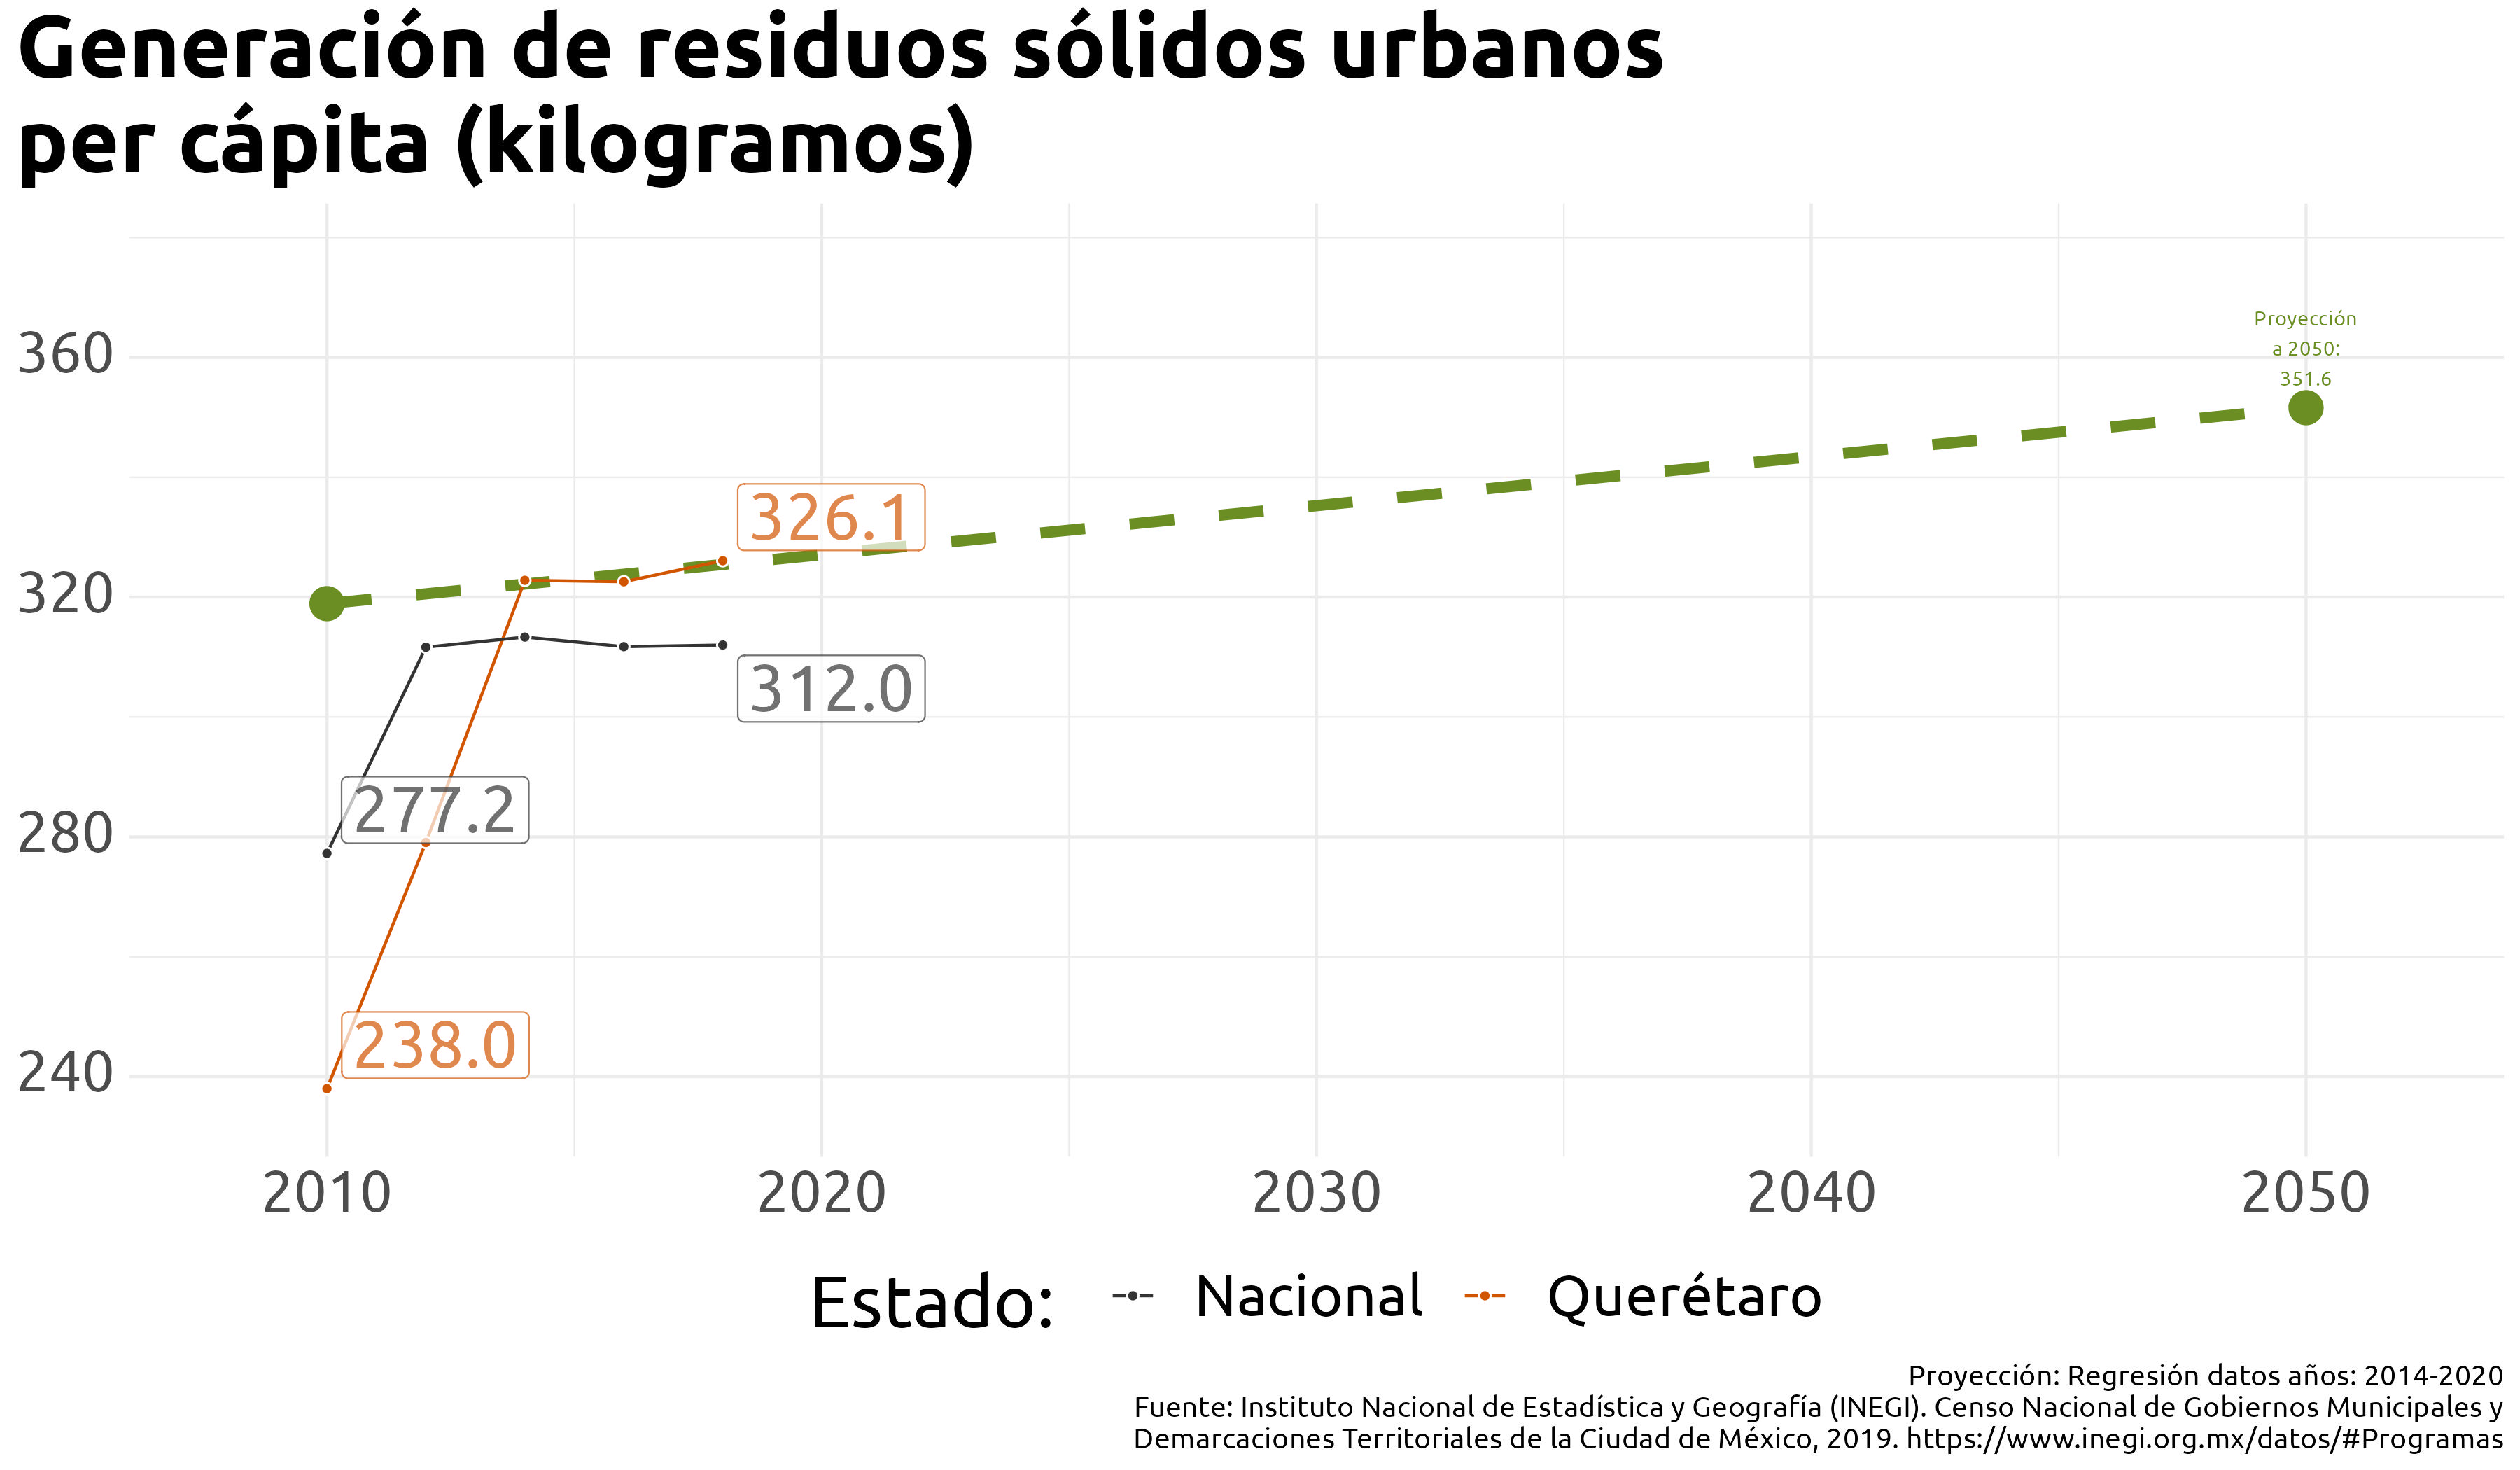 Generación de residuos sólidos urbanos
per cápita (kilogramos)
Proyección
a 2050:
351.6
360
326.1
320
312.0
277.2
280
238.0
240
2010 2020 2030 2040 2050
Estado: Nacional Querétaro
Proyección: Regresión datos años: 2014-2020
Fuente: Instituto Nacional de Estadística y Geografía (INEGI). Censo Nacional de Gobiernos Municipales y
Demarcaciones Territoriales de la Ciudad de México, 2019. https://www.inegi.org.mx/datos/#Programas